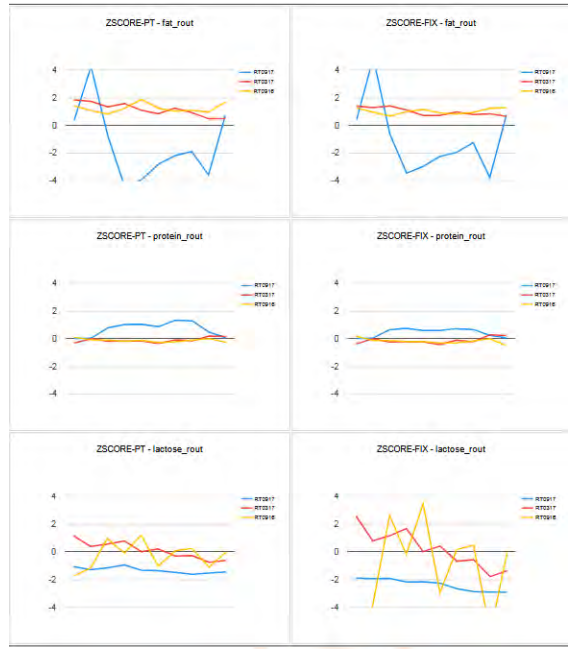 ZSCORE-PT - fat_rout
4
2
0
-2
-4
RT0917
RT0317
RT0916
ZSCORE-FIX - fat_rout
4
2
0
-2
-4
RT0917
RT0317
RT0916
ZSCORE-PT - protein_rout
4
2
0
-2
-4
RT0917
RT0317
RT0916
ZSCORE-FIX - protein_rout
4
2
0
-2
-4
RT0917
RT0317
RT0916
ZSCORE-PT - lactose_rout
4
2
0
-2
-4
RT0917
RT0317
RT0916
ZSCORE-FIX - lactose_rout
4
2
0
-2
-4
RT0917
RT0317
RT0916